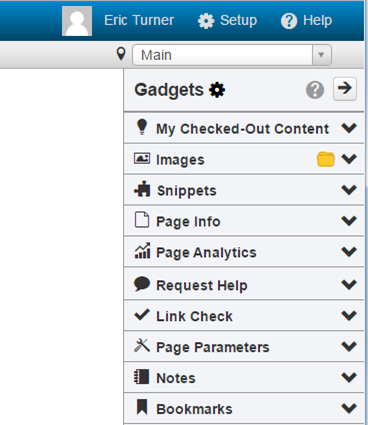 Eric Turner Setup Help
Main
Gadgets
My Checked-Out Content
Images
Snippets
Page Info
Page Analytics
Request Help
Link Check
Page Parameters
Notes
Bookmarks